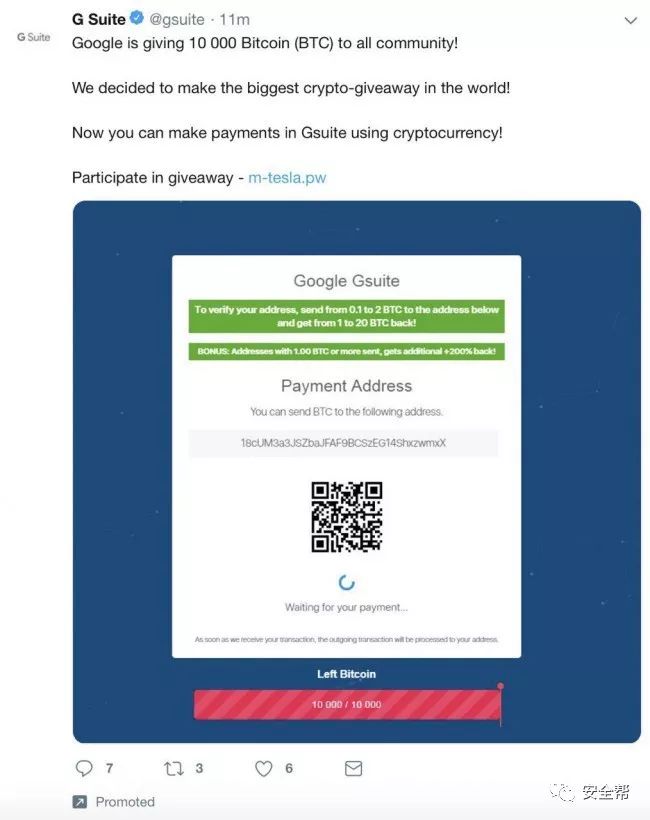 G Suite @gsuite · 11m
G Suite
Google is giving 10 000 Bitcoin (BTC) to all community!
We decided to make the biggest crypto-giveaway in the world!
Now you can make payments in Gsuite using cryptocurrency!
Participate in giveaway - m-tesla.pw
Google Gsuite
To verify your address, send from 0.1 to 2 BTC to the address below
and get from 1 to 20 BTC back!
BONUS: Addresses with 1.00 BTC or more sent, gets additional +200% back!
Payment Address
You can send BTC to the following address.
18cUM3a3JSZbaJFAF9BCSzEG14ShxzwmxX
Waiting for your payment...
As soon as we receive your transaction, the outgoing transaction will be processed to your address.
Left Bitcoin
10 000 / 10 000
7 3 6
Promoted
安全帮